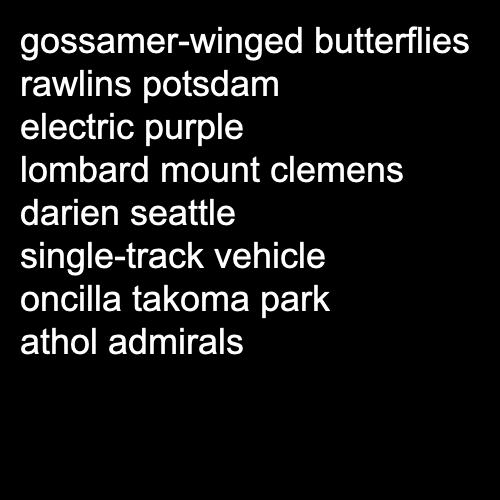 gossamer-winged butterflies
rawlins potsdam
electric purple
lombard mount clemens
darien seattle
single-track vehicle
oncilla takoma park
athol admirals